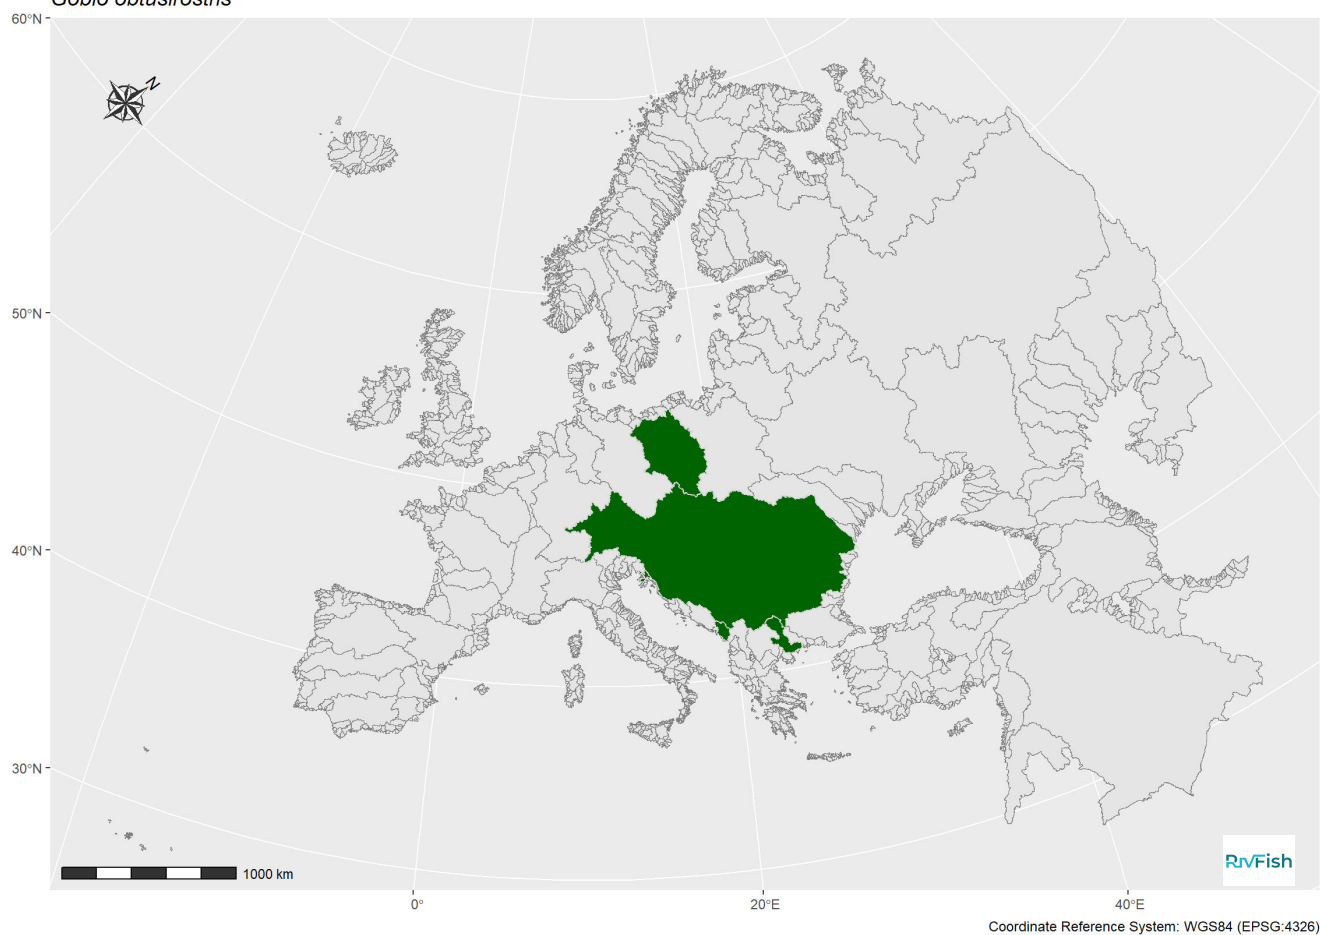 Gobio obtusirostris
60°N
N
50°N
40°N
30°N
1000 km
RivFish
0°
20°E
40°E
Coordinate Reference System: WGS84 (EPSG:4326)